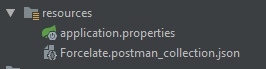 resources
application.properties
Forcelate.postman_collection.json